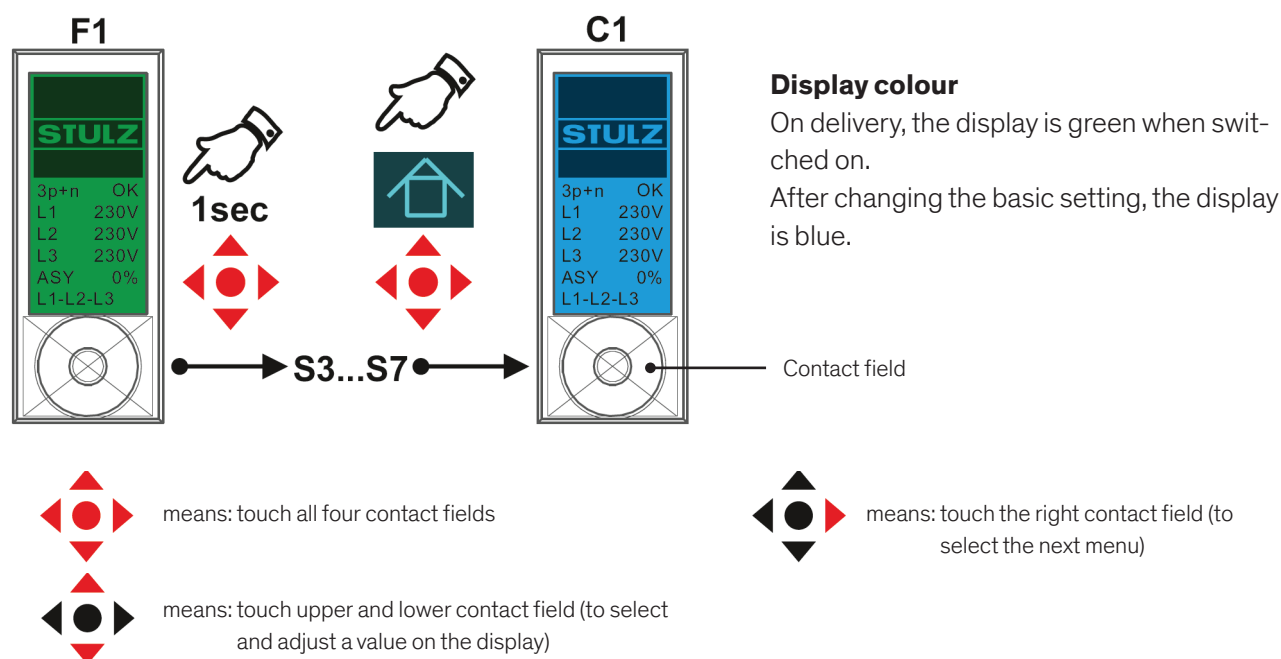 F1
STULZ
3p+n OK
L1 230V
L2 230V
L3 230V
ASY 0%
L1-L2-L3
1sec
S3...S7
C1
STULZ
3p+n OK
L1 230V
L2 230V
L3 230V
ASY 0%
L1-L2-L3
Display colour
On delivery, the display is green when swit-
ched on.
After changing the basic setting, the display
is blue.
Contact field
means: touch all four contact fields
means: touch upper and lower contact field (to select
and adjust a value on the display)
means: touch the right contact field (to
select the next menu)